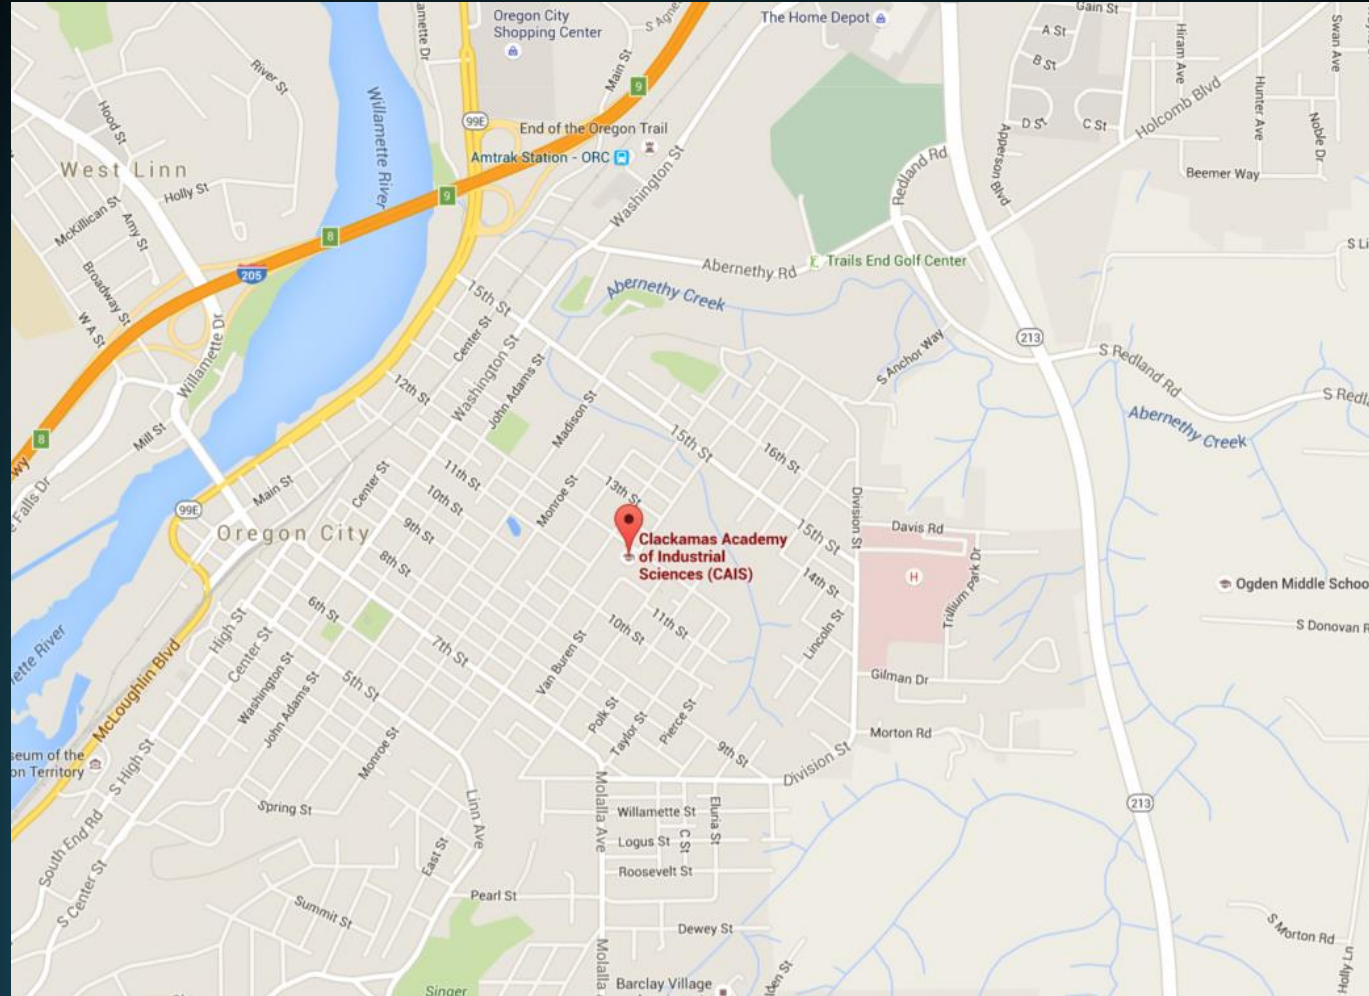 Oregon City
Shopping Center
The Home Depot
Gain St
A St
B St
C St
D St
Hiram Ave
Swan Ave
Hunter Ave
Noble Dr
Holcomb Blvd
Beemer Way
Apperson Blvd
River St
Hood St
Willamette River
99E
Main St
9
End of the Oregon Trail
Amtrak Station - ORC
Washington St
Redland Rd
West Linn
Holly St
McKillican St
Amy St
9
8
205
Broadway St
W A St
Willamette Dr
Abernethy Rd
Trails End Golf Center
Abernethy Creek
15th St
Center St
Washington St
John Adams St
12th St
Madison St
213
S Anchor Way
S Redland Rd
Abernethy Creek
8
Mill St
15th St
16th St
11th St
10th St
9th St
8th St
Center St
Main St
99E
Oregon City
Monroe St
13th St
Clackamas Academy
of Industrial
Sciences (CAIS)
15th St
14th St
Division St
Davis Rd
H
Trillium Park Dr
Lincoln St
Gilman Dr
Morton Rd
6th St
7th St
5th St
High St
Center St
Washington St
John Adams St
Monroe St
Van Buren St
11th St
10th St
Polk St
Taylor St
Pierce St
9th St
Division St
McLoughlin Blvd
S High St
South End Rd
S Center St
Spring St
Linn Ave
East St
Summit St
Pearl St
Molalla Ave
Willamette St
Logus St
C St
Eluria St
Roosevelt St
Dewey St
Barclay Village
Singer
Molalla
213
Ogden Middle Schoo
S Donovan R
S Morton Rd
Holly Ln